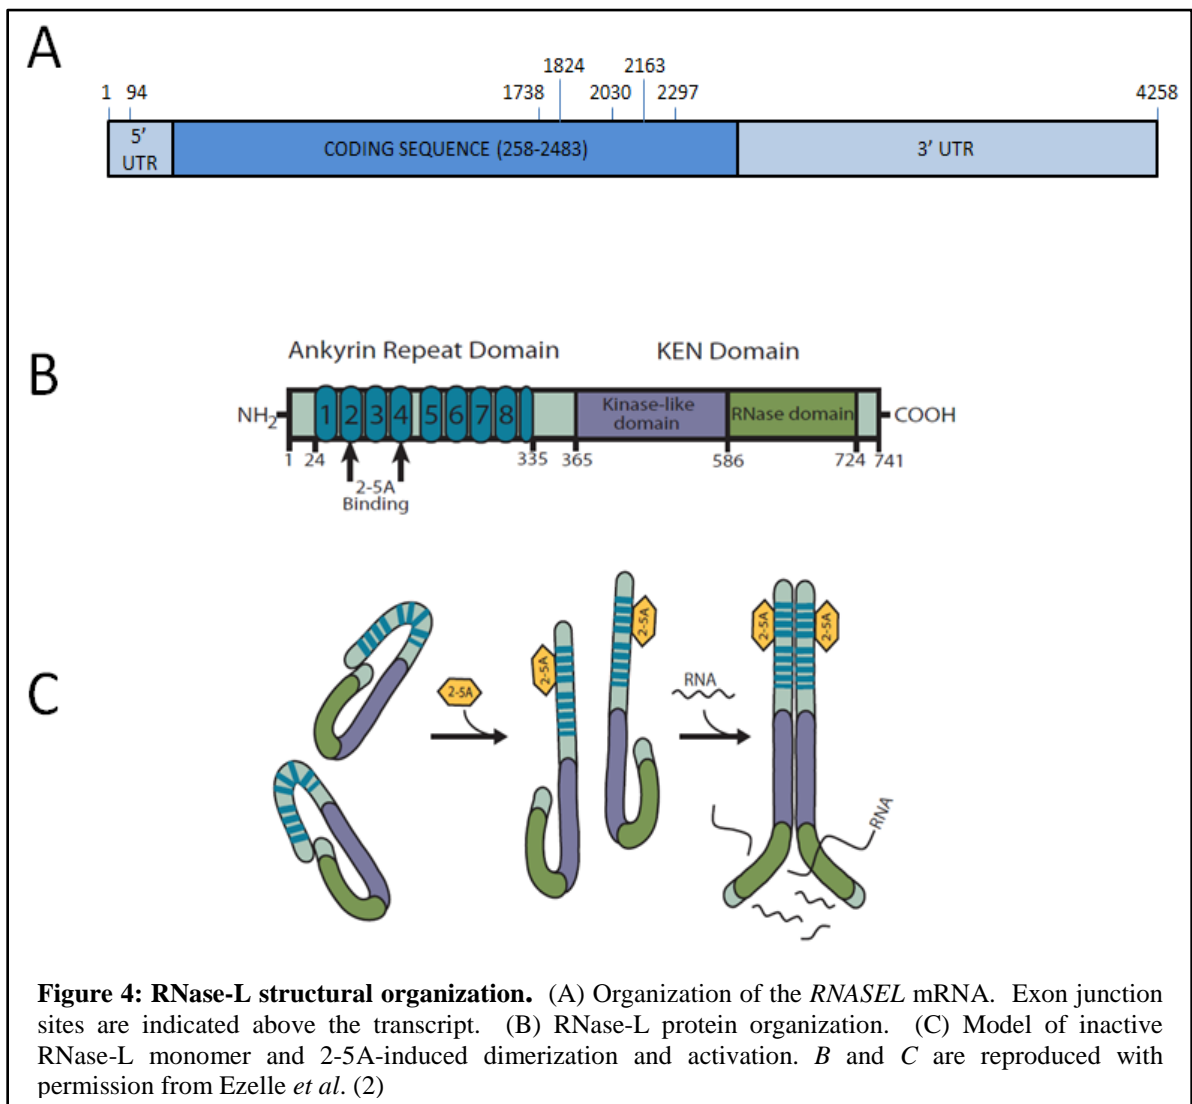 A
1824 2163
1 94 1738 2030 2297 4258
5'
UTR
CODING SEQUENCE (258-2483)
3' UTR
B
Ankyrin Repeat Domain KEN Domain
NH2 1 2 3 4 5 6 7 8 Kinase-like
domain RNase domain COOH
1 24 335 365 586 724 741
2-5A
Binding
C
2-5A
2-5A
2-5A
RNA
2-5A
2-5A
RNA
Figure 4: RNase-L structural organization. (A) Organization of the RNASEL mRNA. Exon junction
sites are indicated above the transcript. (B) RNase-L protein organization. (C) Model of inactive
RNase-L monomer and 2-5A-induced dimerization and activation. B and C are reproduced with
permission from Ezelle et al. (2)